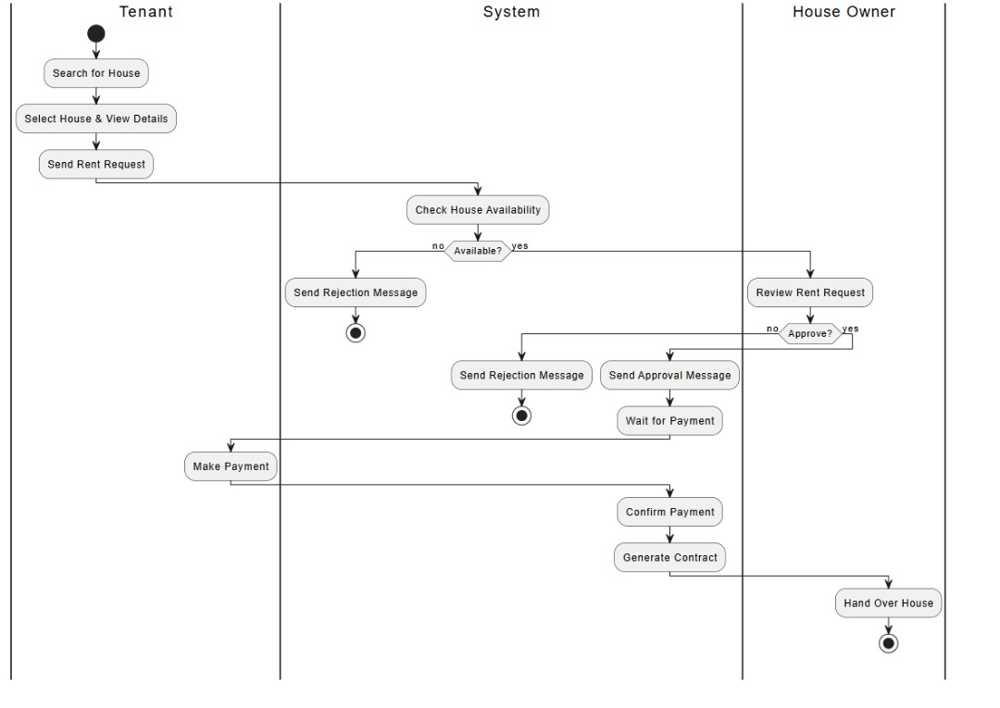 Tenant
System
House Owner
Search for House
Select House & View Details
Send Rent Request
Check House Availability
no
Available?
yes
Send Rejection Message
Review Rent Request
no
Approve?
yes
Send Rejection Message
Send Approval Message
Wait for Payment
Make Payment
Confirm Payment
Generate Contract
Hand Over House